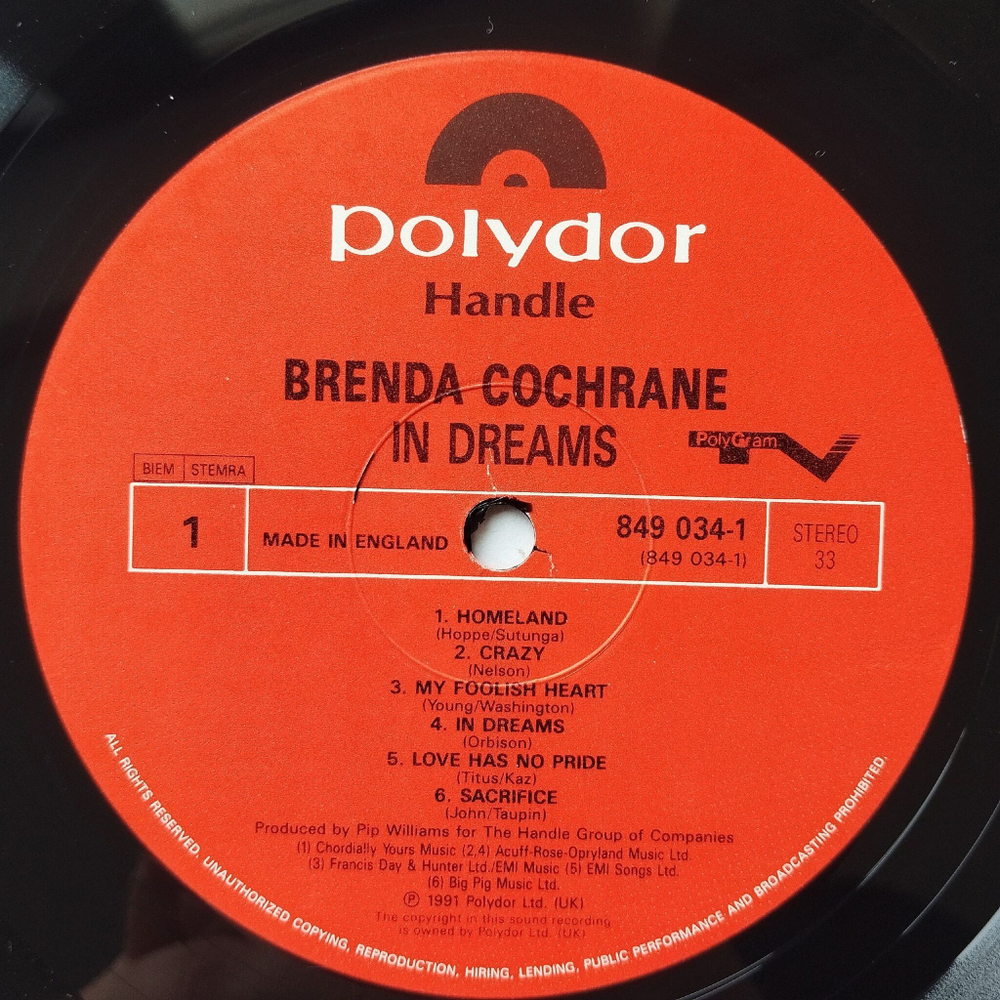 polydor
Handle
BRENDA COCHRANE
IN DREAMS
PolyGram TV
BIEM STEMRA
1
MADE IN ENGLAND
849 034-1
(849 034-1)
STEREO
33
1. HOMELAND
(Hoppe/Sutunga)
2. CRAZY
(Nelson)
3. MY FOOLISH HEART
(Young/Washington)
4. IN DREAMS
(Orbison)
5. LOVE HAS NO PRIDE
(Titus/Kaz)
6. SACRIFICE
(John/Taupin)
Produced by Pip Williams for The Handle Group of Companies
(1) Chordially Yours Music (2,4) Acuff-Rose-Opryland Music Ltd.
(3) Francis Day & Hunter Ltd./EMI Music (5) EMI Songs Ltd.
(6) Big Pig Music Ltd.
℗ 1991 Polydor Ltd. (UK)
The copyright in this sound recording
is owned by Polydor Ltd. (UK)
ALL RIGHTS RESERVED. UNAUTHORIZED COPYING, REPRODUCTION, HIRING, LENDING, PUBLIC PERFORMANCE AND BROADCASTING PROHIBITED.